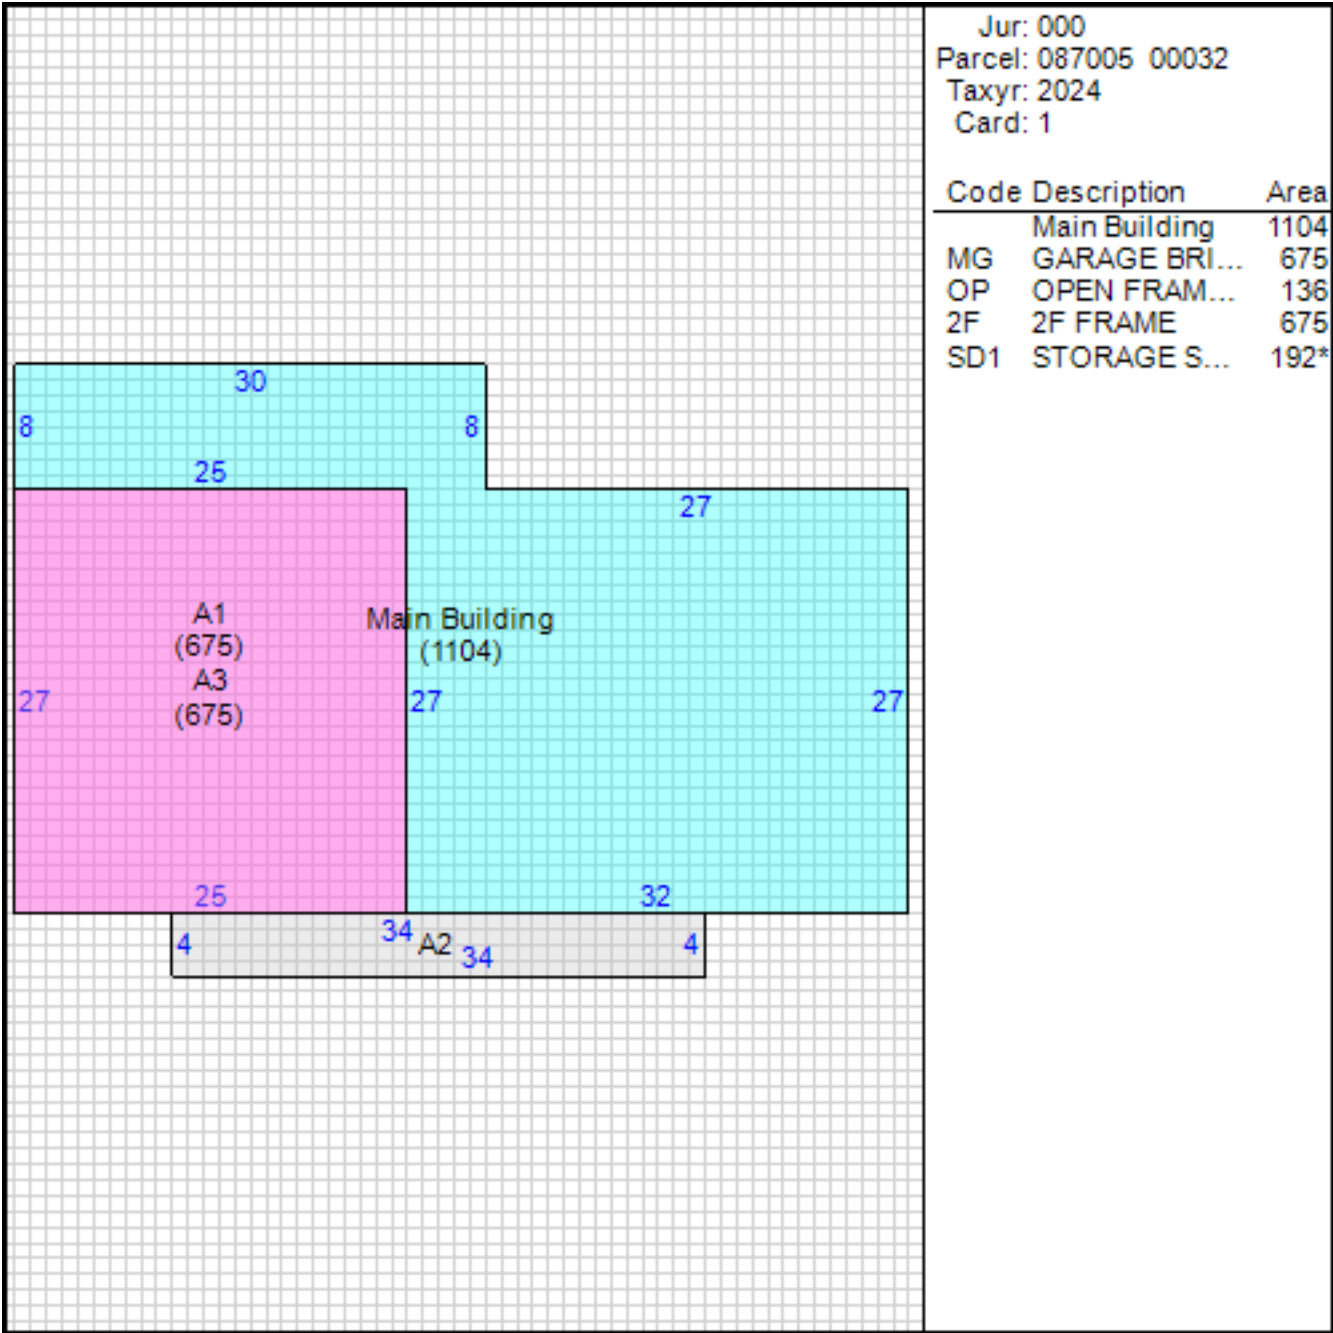 Jur: 000
Parcel: 087005 00032
Taxyr: 2024
Card: 1
Code Description Area
Main Building 1104
MG GARAGE BRI... 675
OP OPEN FRAM... 136
2F 2F FRAME 675
SD1 STORAGE S... 192*
30
8 8
25
27
A1
(675)
A3
(675)
Main Building
(1104)
27 27 27
25 32
4 34 A2 34 4